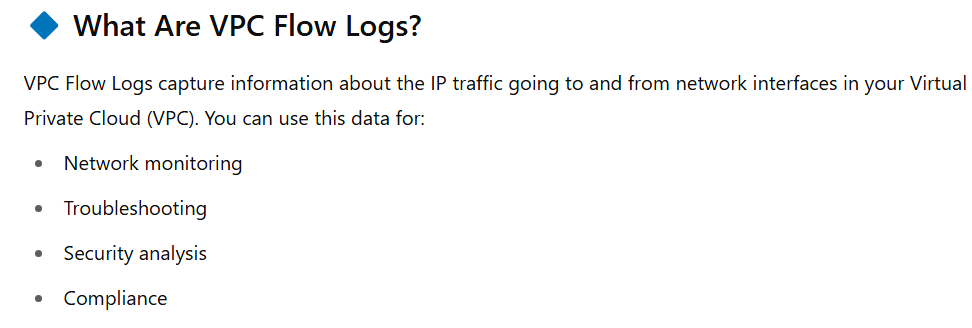 What Are VPC Flow Logs?
VPC Flow Logs capture information about the IP traffic going to and from network interfaces in your Virtual
Private Cloud (VPC). You can use this data for:
Network monitoring
Troubleshooting
Security analysis
Compliance